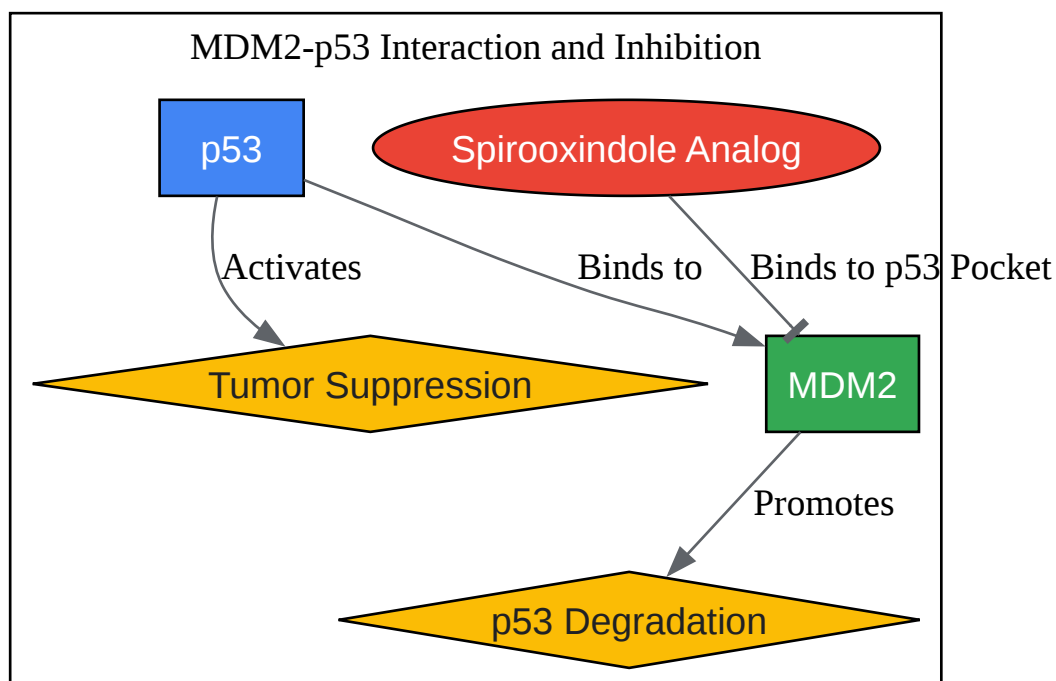 MDM2-p53 Interaction and Inhibition
p53
Spirooxindole Analog
Activates
Binds to
Binds to p53 Pocket
Tumor Suppression
MDM2
Promotes
p53 Degradation